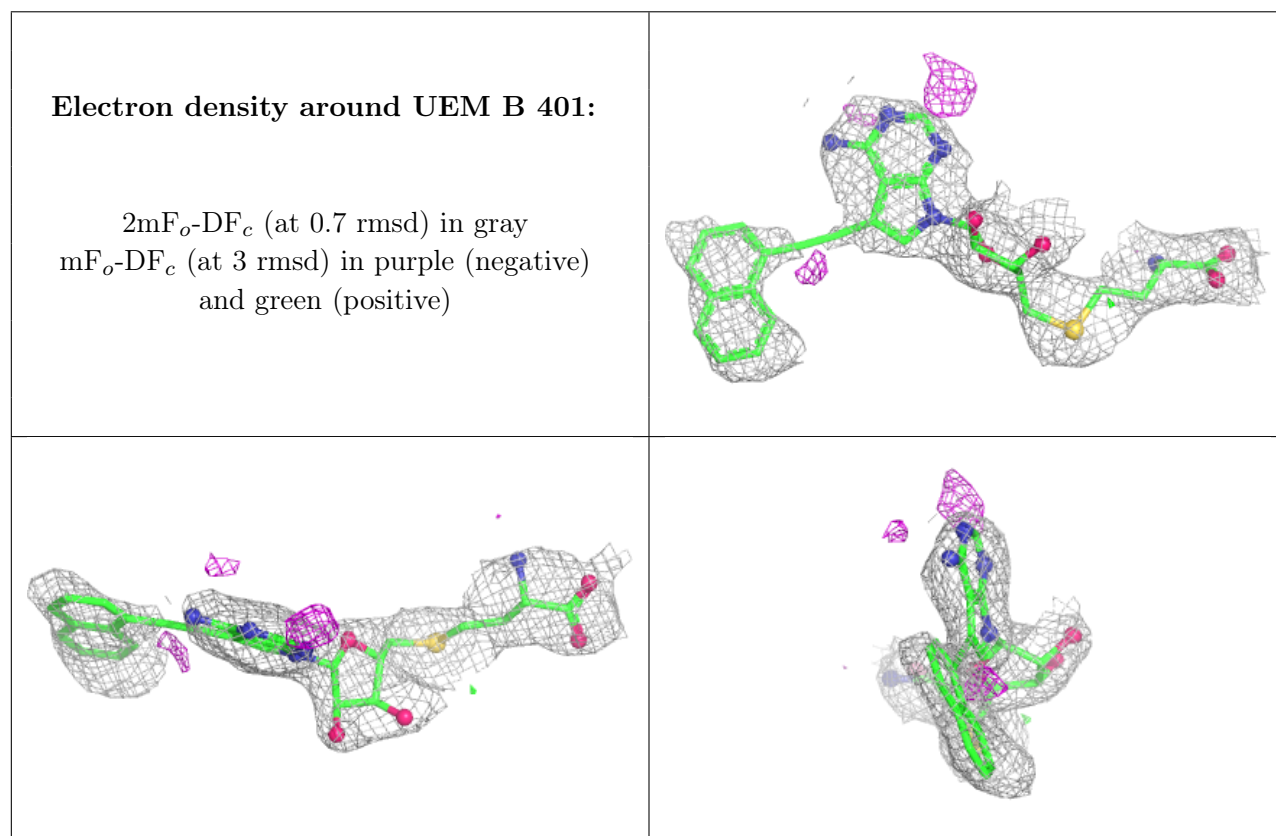 Electron density around UEM B 401:
2mFo-DFc (at 0.7 rmsd) in gray
mFo-DFc (at 3 rmsd) in purple (negative)
and green (positive)